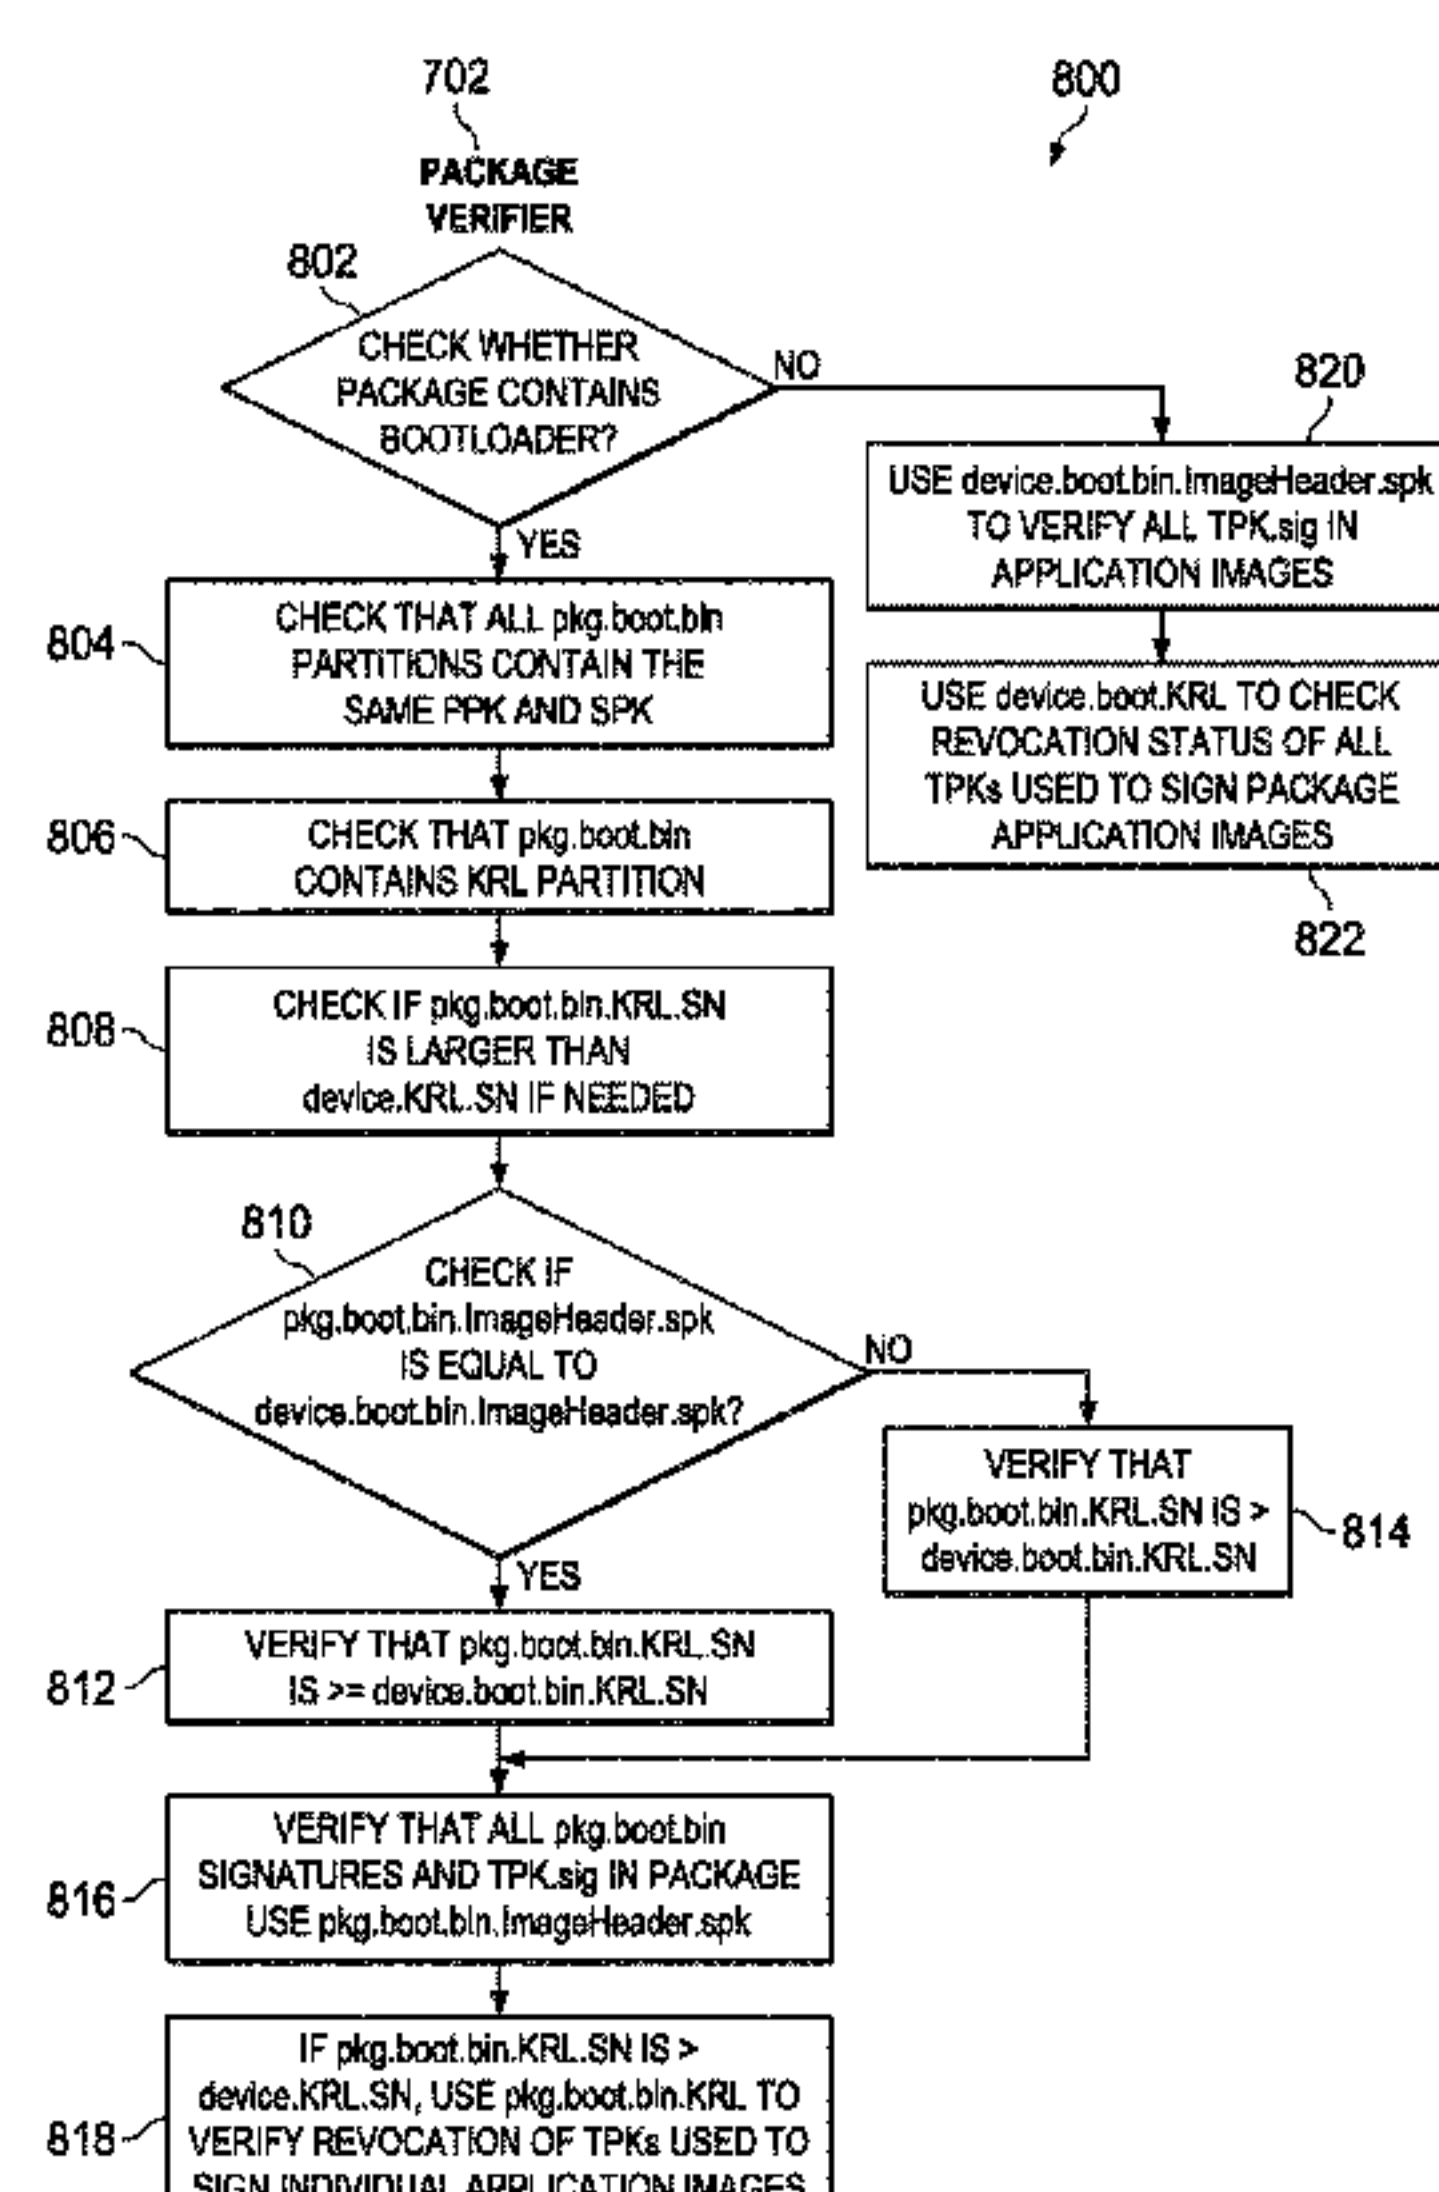 702
800
PACKAGE
VERIFIER
802
CHECK WHETHER
PACKAGE CONTAINS
BOOTLOADER?
NO
YES
820
USE device.boot.bin.ImageHeader.spk
TO VERIFY ALL TPK.sig IN
APPLICATION IMAGES
804
CHECK THAT ALL pkg.boot.bin
PARTITIONS CONTAIN THE
SAME PPK AND SPK
USE device.boot.KRL TO CHECK
REVOCATION STATUS OF ALL
TPKs USED TO SIGN PACKAGE
APPLICATION IMAGES
822
806
CHECK THAT pkg.boot.bin
CONTAINS KRL PARTITION
808
CHECK IF pkg.boot.bin.KRL.SN
IS LARGER THAN
device.KRL.SN IF NEEDED
810
CHECK IF
pkg.boot.bin.ImageHeader.spk
IS EQUAL TO
device.boot.bin.ImageHeader.spk?
NO
YES
VERIFY THAT
pkg.boot.bin.KRL.SN IS >
device.boot.bin.KRL.SN
814
812
VERIFY THAT pkg.boot.bin.KRL.SN
IS >= device.boot.bin.KRL.SN
816
VERIFY THAT ALL pkg.boot.bin
SIGNATURES AND TPK.sig IN PACKAGE
USE pkg.boot.bin.ImageHeader.spk
818
IF pkg.boot.bin.KRL.SN IS >
device.KRL.SN, USE pkg.boot.bin.KRL TO
VERIFY REVOCATION OF TPKs USED TO
SIGN INDIVIDUAL APPLICATION IMAGES